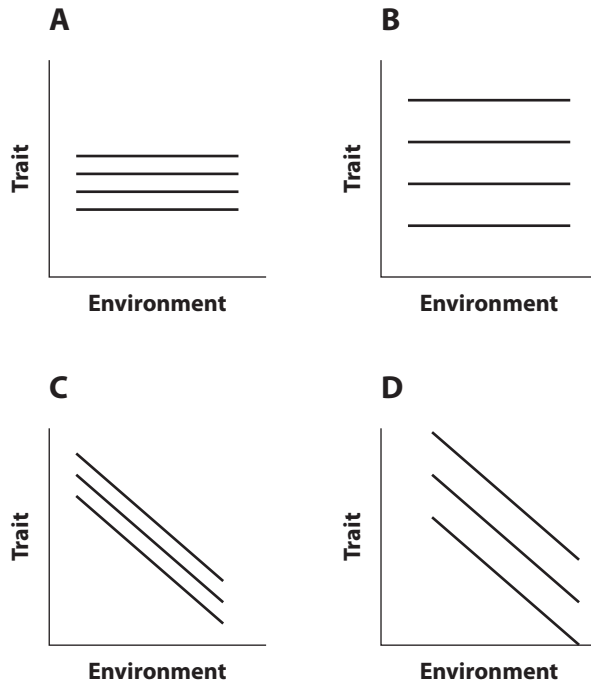 A
B
Trait
Trait
Environment
Environment
C
D
Trait
Trait
Environment
Environment